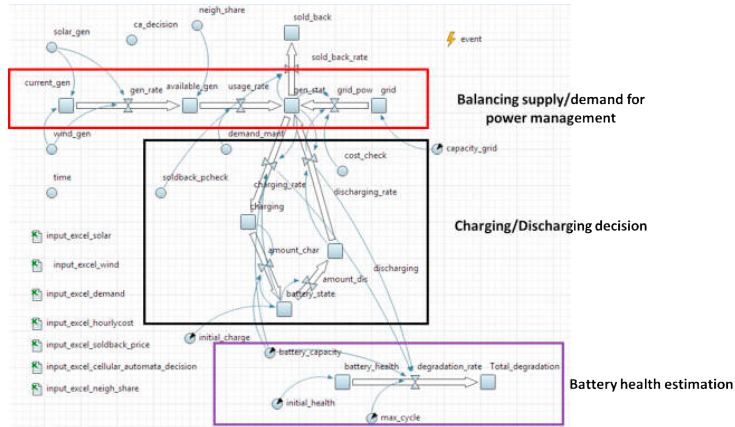 neigh_share
sold_back
solar_gen
ca_decision
event
sold_back_rate
current_gen
gen_rate
available_gen
usage_rate
gen_stat
grid_pow
grid
Balancing supply/demand for
power management
wind_gen
demand_mant
cost_check
capacity_grid
time
soldback_pcheck
charging_rate
discharging_rate
charging
Charging/Discharging decision
input_excel_solar
amount_char
input_excel_wind
discharging
amount_dis
input_excel_demand
battery_state
input_excel_hourlycost
initial_charge
input_excel_soldback_price
battery_capacity
input_excel_cellular_automata_decision
battery_health
degradation_rate
Total_degradation
input_excel_neigh_share
Battery health estimation
initial_health
max_cycle